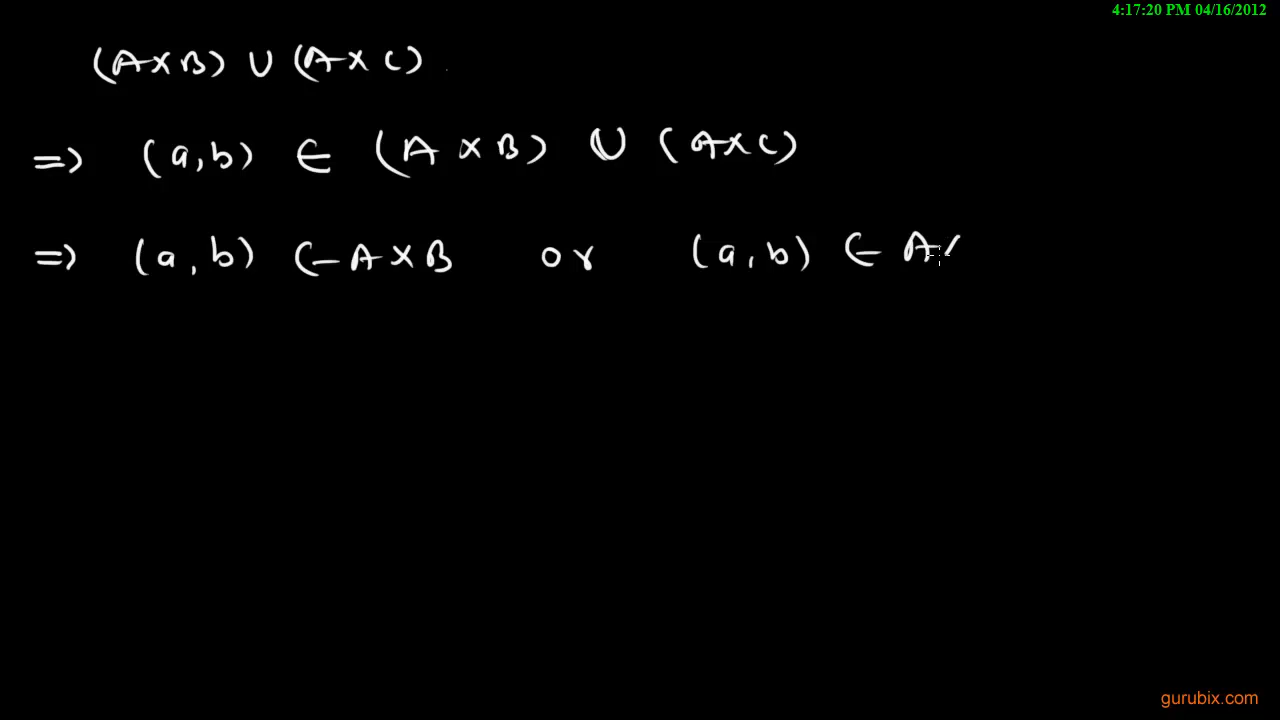 4:17:20 PM 04/16/2012
(A×B) ∪ (A×C)
=> (a,b) ∈ (A×B) ∪ (A×C)
=> (a,b) ∈ A×B or (a,b) ∈ A
gurubix.com